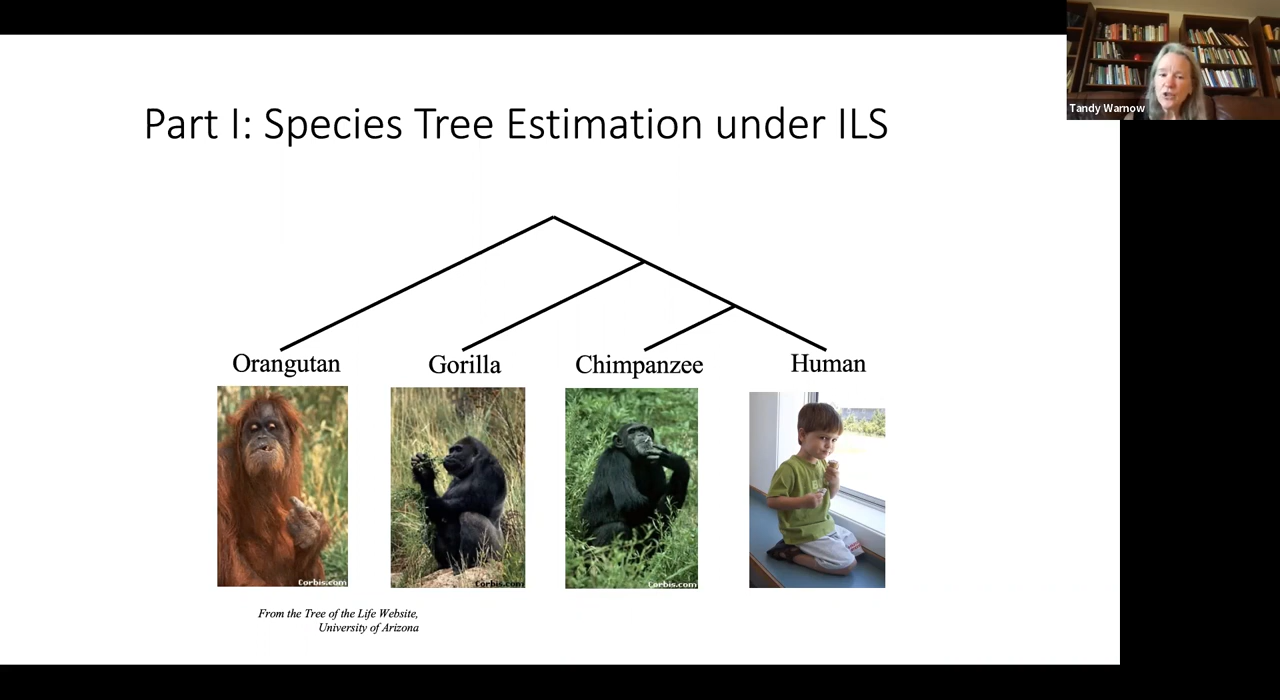 Part I: Species Tree Estimation under ILS
Tandy Warnow
Orangutan
Gorilla
Chimpanzee
Human
Corbis.com
Corbis.com
Corbis.com
From the Tree of the Life Website,
University of Arizona